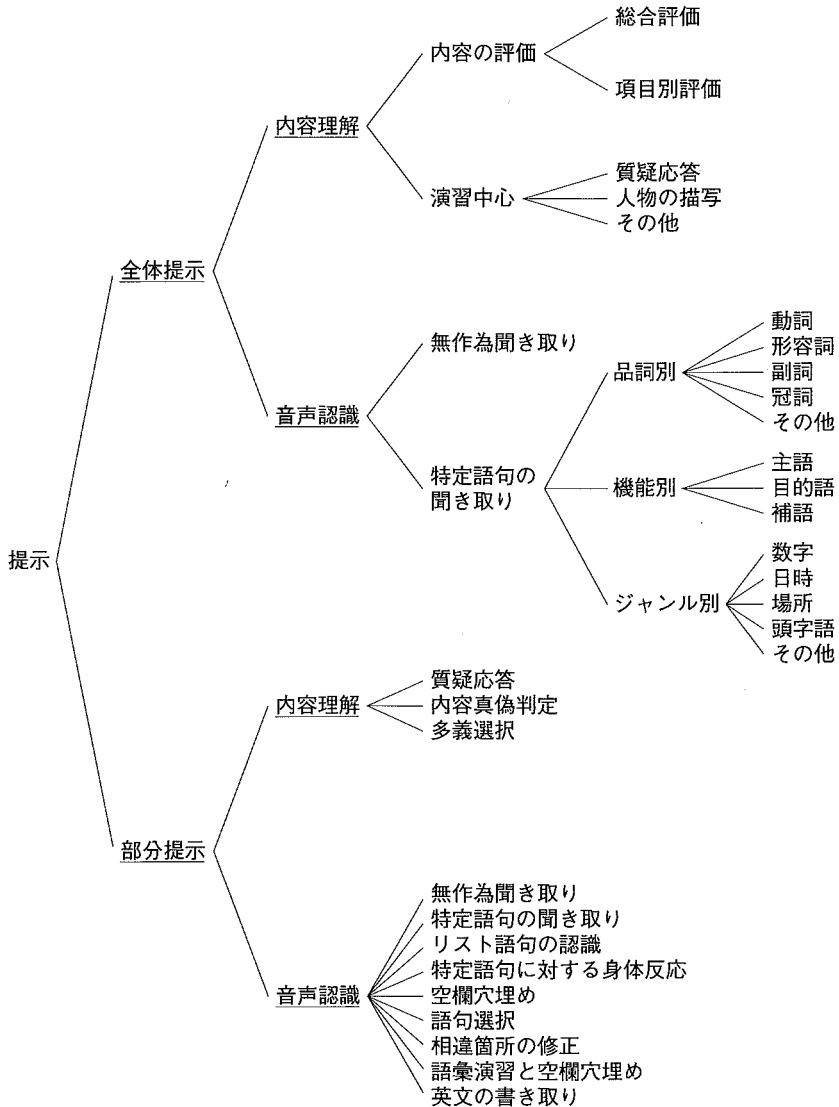 提示
全体提示
内容理解
内容の評価
総合評価
項目別評価
演習中心
質疑応答
人物の描写
その他
音声認識
無作為聞き取り
特定語句の
聞き取り
品詞別
動詞
形容詞
副詞
冠詞
その他
機能別
主語
目的語
補語
ジャンル別
数字
日時
場所
頭字語
その他
部分提示
内容理解
質疑応答
内容真偽判定
多義選択
音声認識
無作為聞き取り
特定語句の聞き取り
リスト語句の認識
特定語句に対する身体反応
空欄穴埋め
語句選択
相違箇所の修正
語彙演習と空欄穴埋め
英文の書き取り